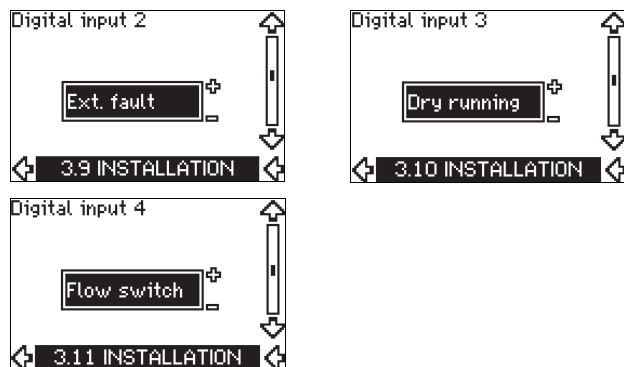 Digital input 2
Ext. fault
3.9 INSTALLATION
Digital input 3
Dry running
3.10 INSTALLATION
Digital input 4
Flow switch
3.11 INSTALLATION